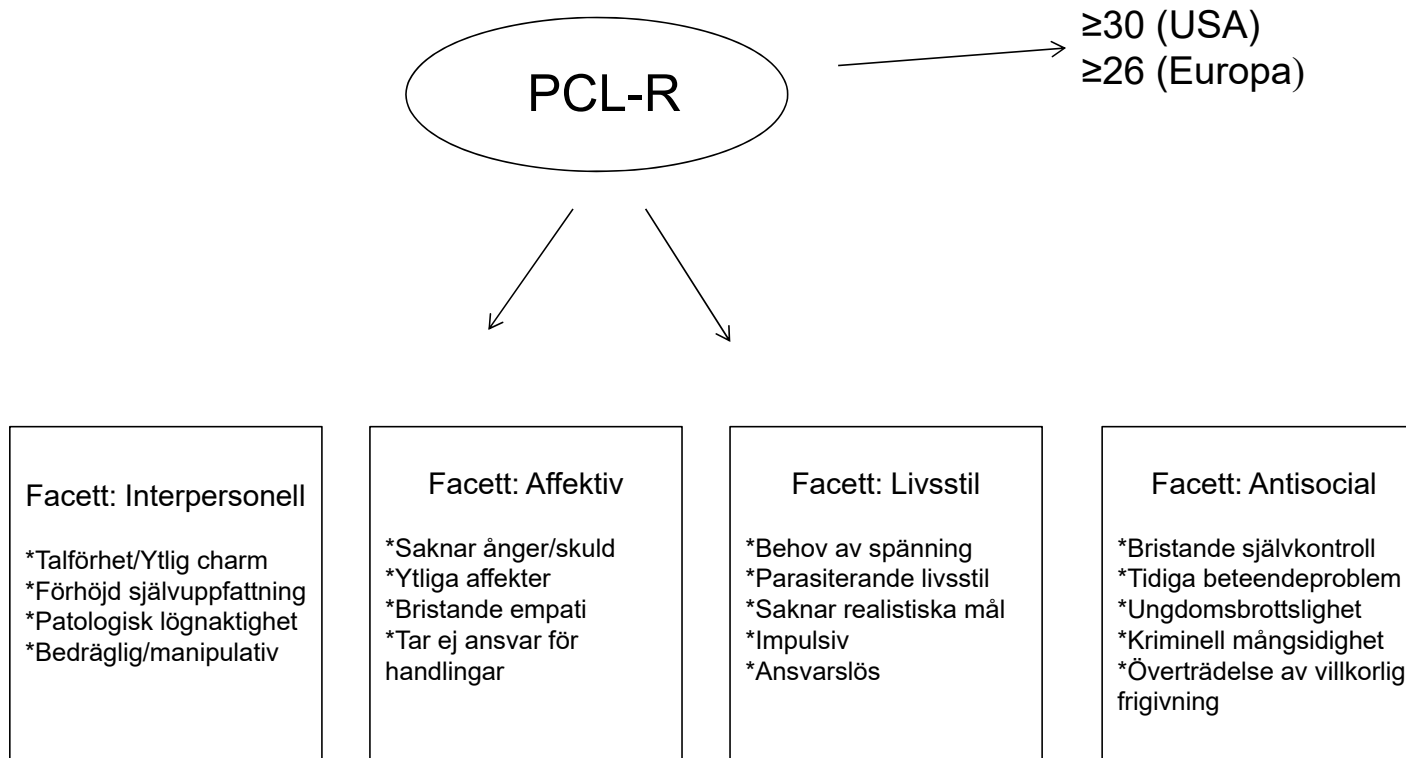 ≥30 (USA)
≥26 (Europa)
PCL-R
Facett: Interpersonell
*Talförhet/Ytlig charm
*Förhöjd självuppfattning
*Patologisk lögnaktighet
*Bedräglig/manipulativ
Facett: Affektiv
*Saknar ånger/skuld
*Ytliga affekter
*Bristande empati
*Tar ej ansvar för
handlingar
Facett: Livsstil
*Behov av spänning
*Parasiterande livsstil
*Saknar realistiska mål
*Impulsiv
*Ansvarslös
Facett: Antisocial
*Bristande självkontroll
*Tidiga beteendeproblem
*Ungdomsbrottslighet
*Kriminell mångsidighet
*Överträdelse av villkorlig
frigivning